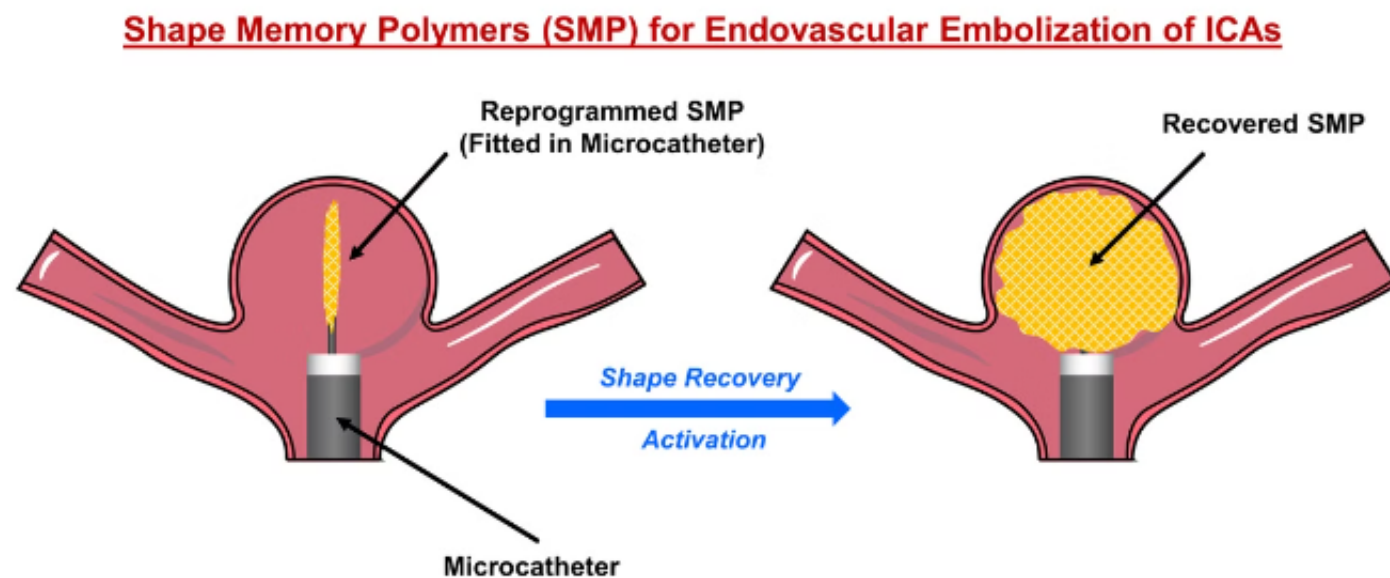 Shape Memory Polymers (SMP) for Endovascular Embolization of ICAs
Reprogrammed SMP
(Fitted in Microcatheter)
Recovered SMP
Shape Recovery
Activation
Microcatheter